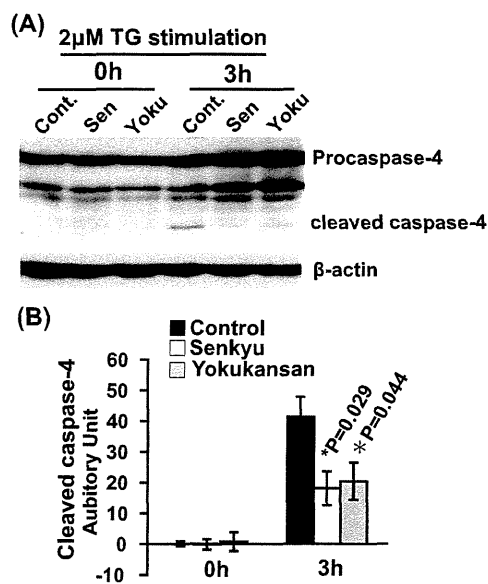 (A)
2μM TG stimulation
0h 3h
Cont. Sen Yoku Cont. Sen Yoku
Procaspase-4
cleaved caspase-4
β-actin
(B)
Control
Senkyu
Yokukansan
Cleaved caspase-4
Aubitory Unit
60
50
40
30
20
10
0
-10
*P=0.029
*P=0.044
0h 3h